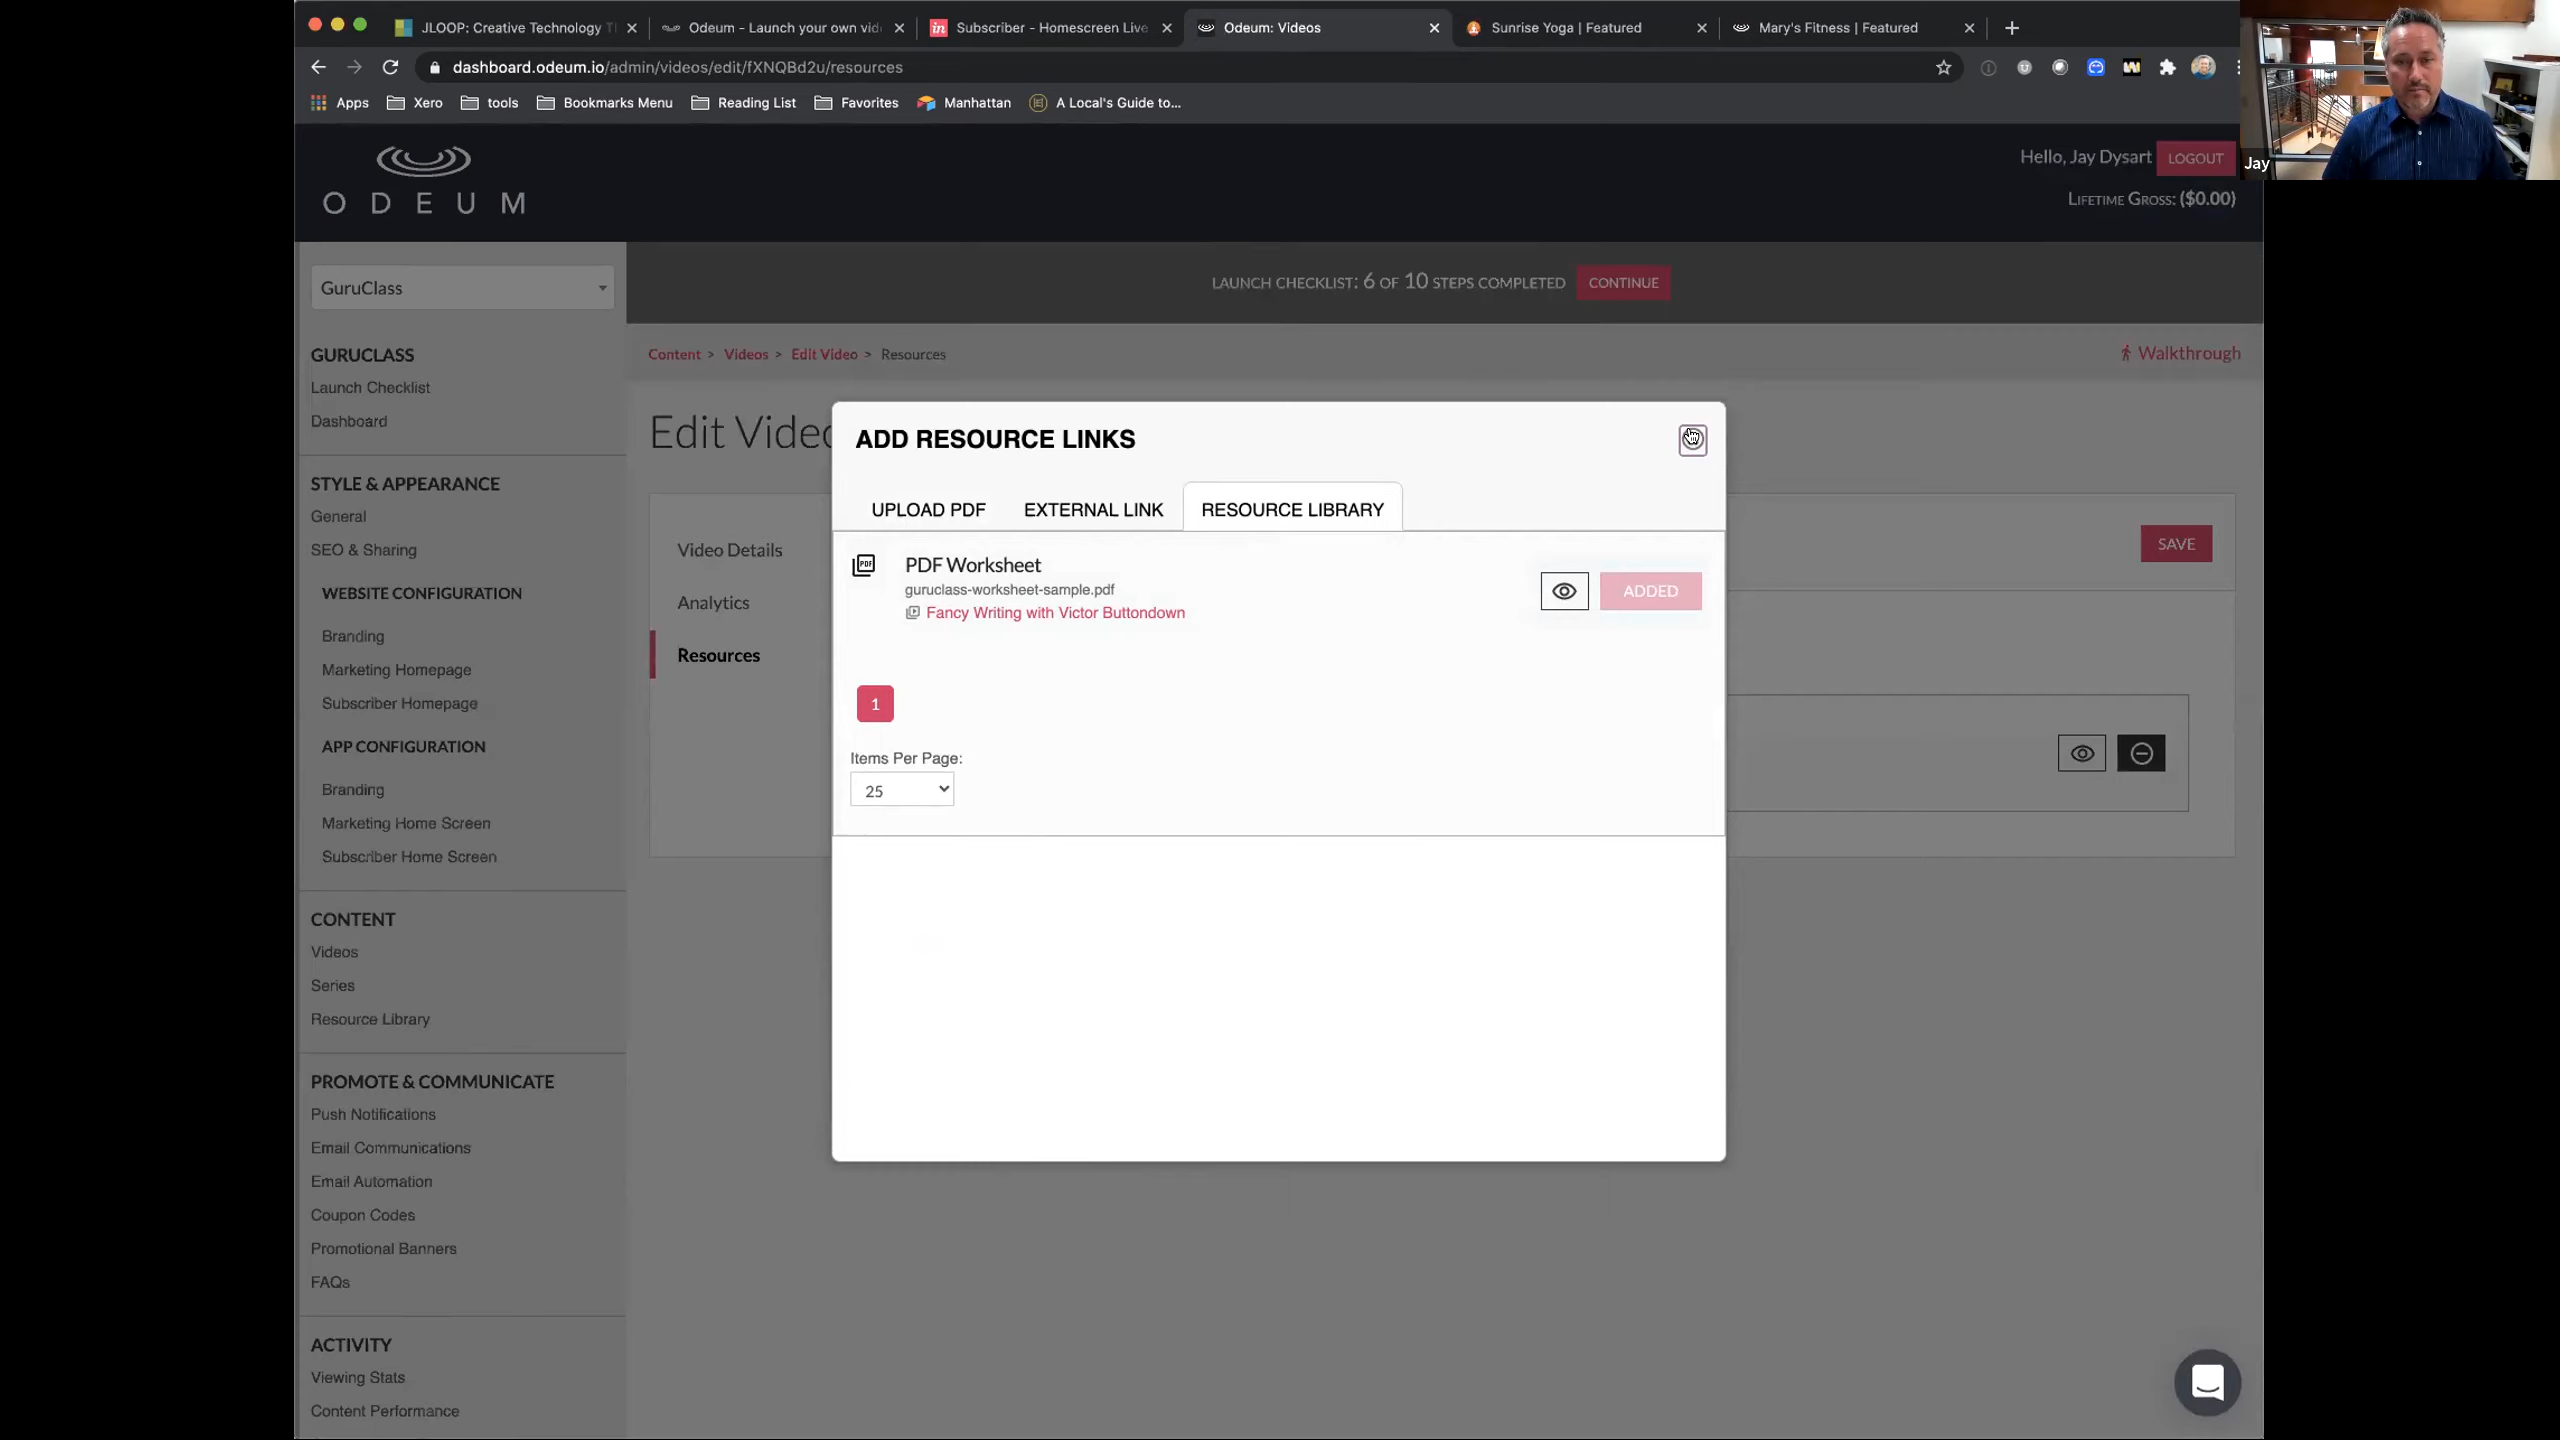 JLOOP: Creative Technology T
Odeum - Launch your own vid
Subscriber - Homescreen Live
Odeum: Videos
Sunrise Yoga | Featured
Mary's Fitness | Featured
dashboard.odeum.io/admin/videos/edit/fXNQBd2u/resources
Apps
Xero
tools
Bookmarks Menu
Reading List
Favorites
Manhattan
A Local's Guide to...
Jay
ODEUM
Hello, Jay Dysart
LOGOUT
LIFETIME GROSS: ($0.00)
GuruClass
LAUNCH CHECKLIST: 6 OF 10 STEPS COMPLETED
CONTINUE
GURUCLASS
Launch Checklist
Dashboard
STYLE & APPEARANCE
General
SEO & Sharing
WEBSITE CONFIGURATION
Branding
Marketing Homepage
Subscriber Homepage
APP CONFIGURATION
Branding
Marketing Home Screen
Subscriber Home Screen
CONTENT
Videos
Series
Resource Library
PROMOTE & COMMUNICATE
Push Notifications
Email Communications
Email Automation
Coupon Codes
Promotional Banners
FAQs
ACTIVITY
Viewing Stats
Content Performance
Content > Videos > Edit Video > Resources
Walkthrough
Edit Video
Video Details
Analytics
Resources
SAVE
ADD RESOURCE LINKS
UPLOAD PDF
EXTERNAL LINK
RESOURCE LIBRARY
PDF
PDF Worksheet
guruclass-worksheet-sample.pdf
Fancy Writing with Victor Buttondown
ADDED
1
Items Per Page:
25